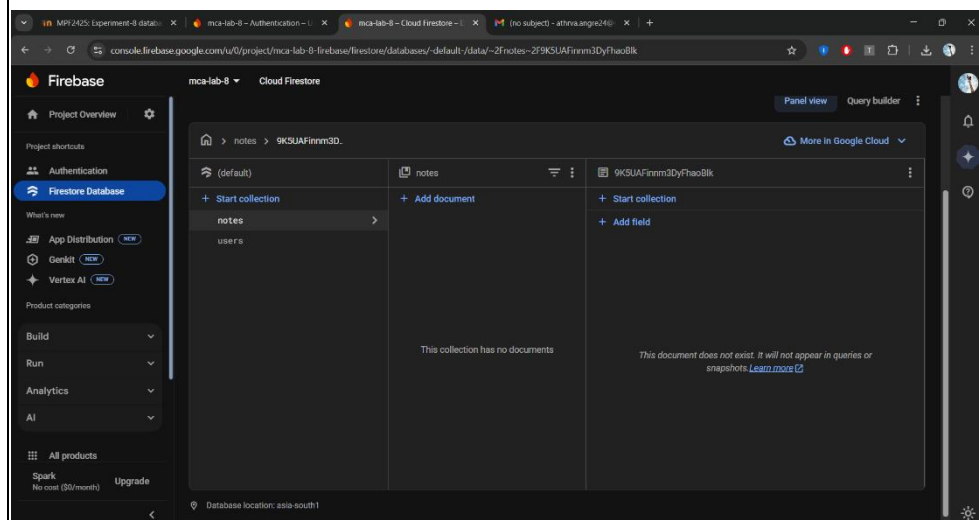 MPF2425: Experiment-8 databa
mca-lab-8 – Authentication – U
mca-lab-8 – Cloud Firestore – D
(no subject) - athrva.angre24@
console.firebase.google.com/u/0/project/mca-lab-8-firebase/firestore/databases/-default-/data/~2Fnotes~2F9K5UAFinnm3DyFhaoBlk
Firebase
mca-lab-8
Cloud Firestore
Panel view
Query builder
Project Overview
notes > 9K5UAFinnm3D..
More in Google Cloud
Project shortcuts
Authentication
Firestore Database
(default)
notes
9K5UAFinnm3DyFhaoBlk
+ Start collection
+ Add document
+ Start collection
notes
+ Add field
users
What's new
App Distribution NEW
Genkit NEW
Vertex AI NEW
Product categories
Build
Run
Analytics
AI
This collection has no documents
This document does not exist. It will not appear in queries or
snapshots. Learn more
All products
Spark
No cost ($0/month)
Upgrade
Database location: asia-south1